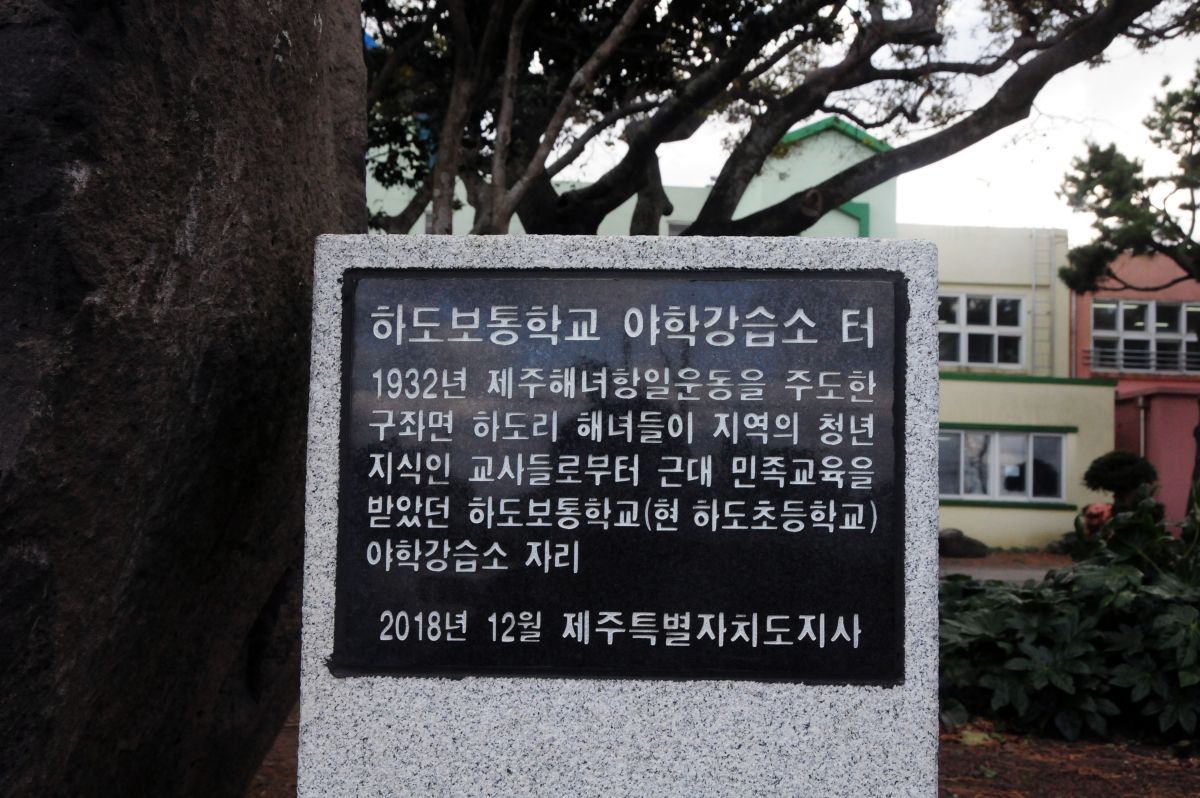 하도보통학교 야학강습소 터
1932년 제주해녀항일운동을 주도한
구좌면 하도리 해녀들이 지역의 청년
지식인 교사들로부터 근대 민족교육을
받았던 하도보통학교(현 하도초등학교)
야학강습소 자리
2018년 12월 제주특별자치도지사